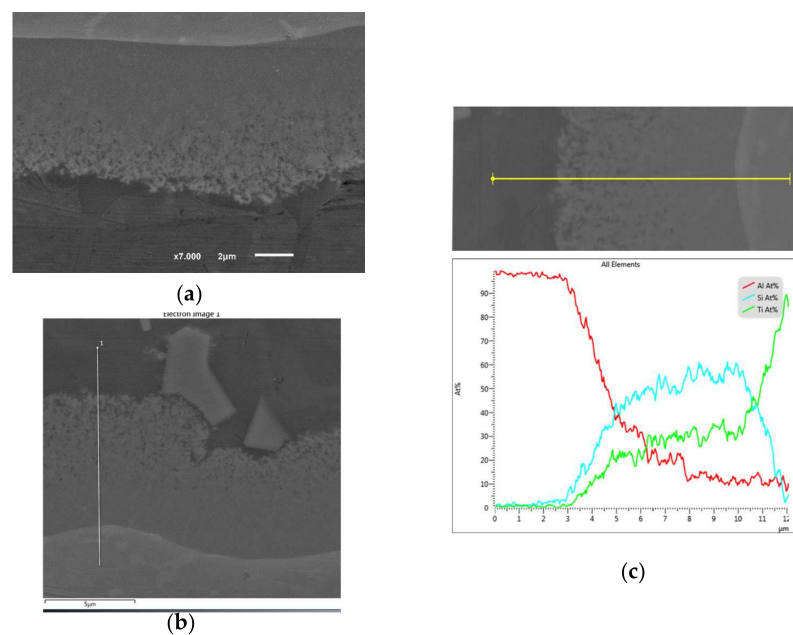 x7.000 2μm
(a)
Electron Image 1
1
5μm
(b)
All Elements
Al At%
Si At%
Ti At%
At%
90
80
70
60
50
40
30
20
10
0
0 1 2 3 4 5 6 7 8 9 10 11 12
μm
(c)